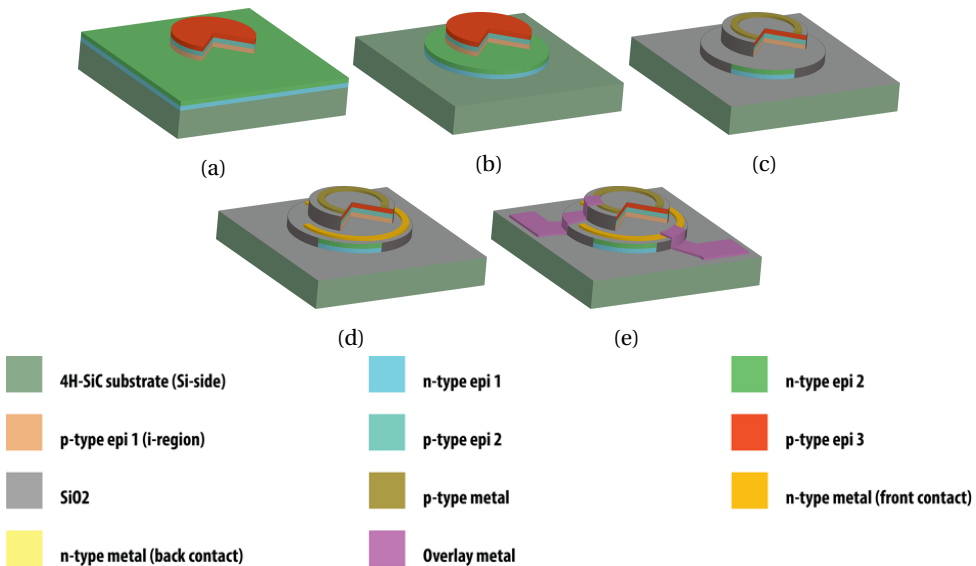 (a)
(b)
(c)
(d)
(e)
4H-SiC substrate (Si-side)
n-type epi 1
n-type epi 2
p-type epi 1 (i-region)
p-type epi 2
p-type epi 3
SiO2
p-type metal
n-type metal (front contact)
n-type metal (back contact)
Overlay metal